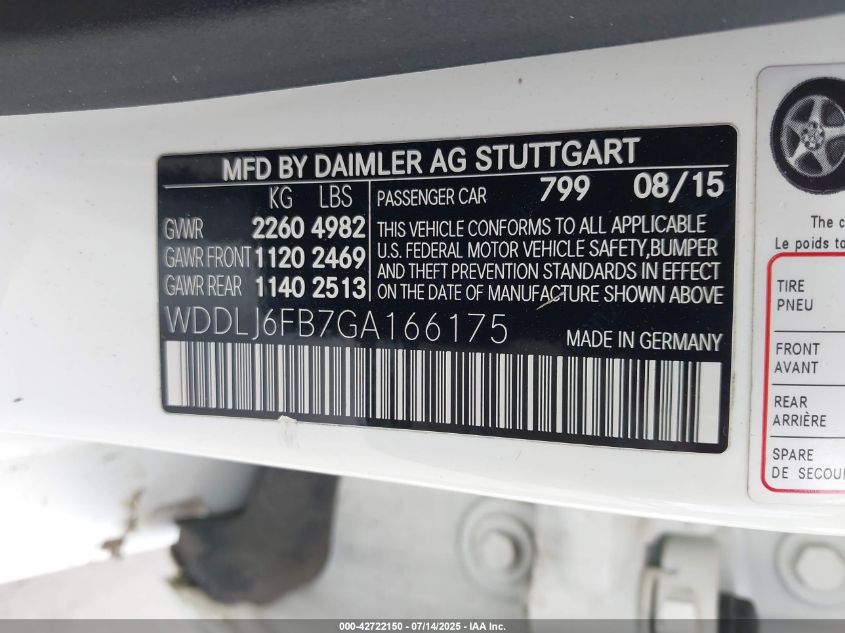 MFD BY DAIMLER AG STUTTGART
KG LBS
GVWR 2260 4982
GAWR FRONT 1120 2469
GAWR REAR 1140 2513
PASSENGER CAR 799 08/15
THIS VEHICLE CONFORMS TO ALL APPLICABLE
U.S. FEDERAL MOTOR VEHICLE SAFETY,BUMPER
AND THEFT PREVENTION STANDARDS IN EFFECT
ON THE DATE OF MANUFACTURE SHOWN ABOVE
WDDLJ6FB7GA166175
MADE IN GERMANY
The
Le poids
TIRE
PNEU
FRONT
AVANT
REAR
ARRIÈRE
SPARE
DE
000-42722150 - 07/14/2025 - IAA Inc.